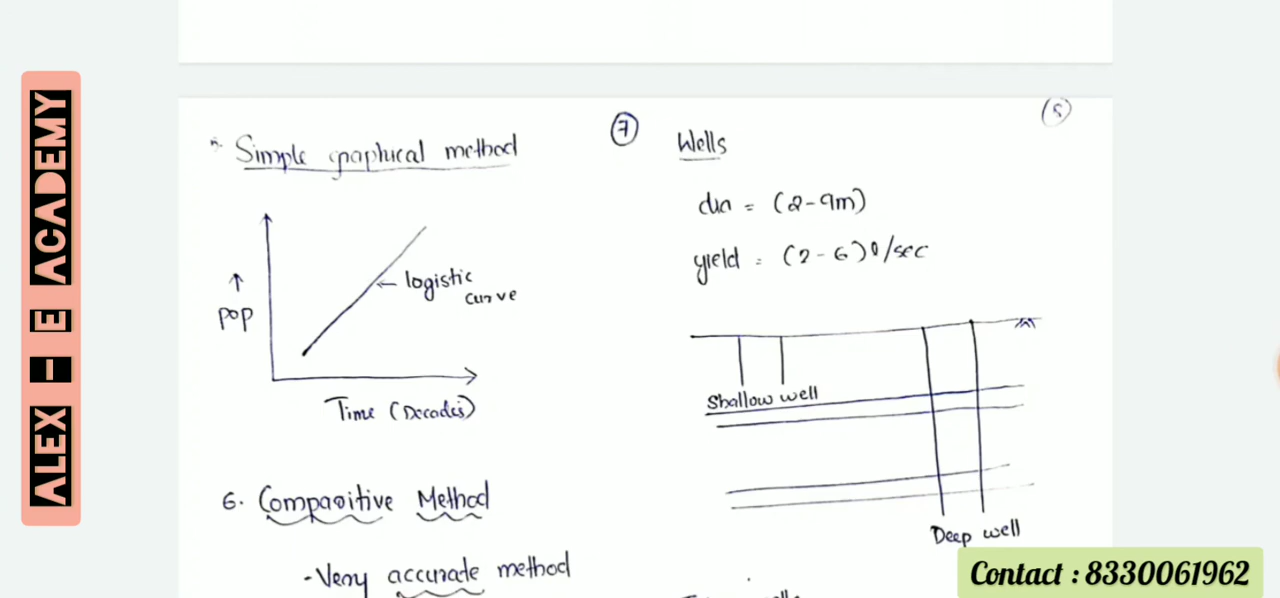 ALEX - E ACADEMY
Simple graphical method
↑
pop
← logistic
curve
Time (Decades)
6. Comparitive Method
- Very accurate method
7
Wells
(8)
dia = (2-9m)
yield = (2-6) l/sec
Shallow well
Deep well
Contact : 8330061962